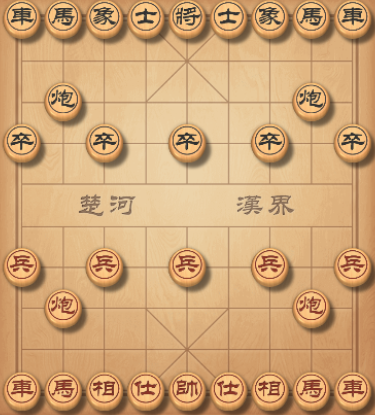 車馬象士將士象馬車
炮炮
卒卒卒卒卒
楚河 漢界
兵兵兵兵兵
炮炮
車馬相仕帥仕相馬車